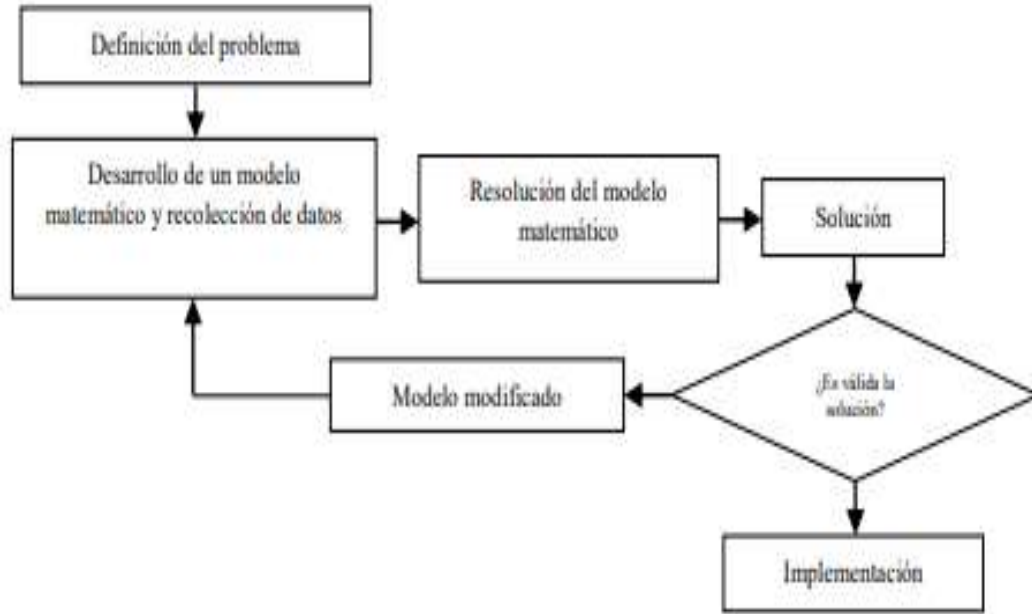 Definición del problema
Desarrollo de un modelo
matemático y recolección de datos
Resolución del modelo
matemático
Solución
¿Es válida la
solución?
Modelo modificado
Implementación